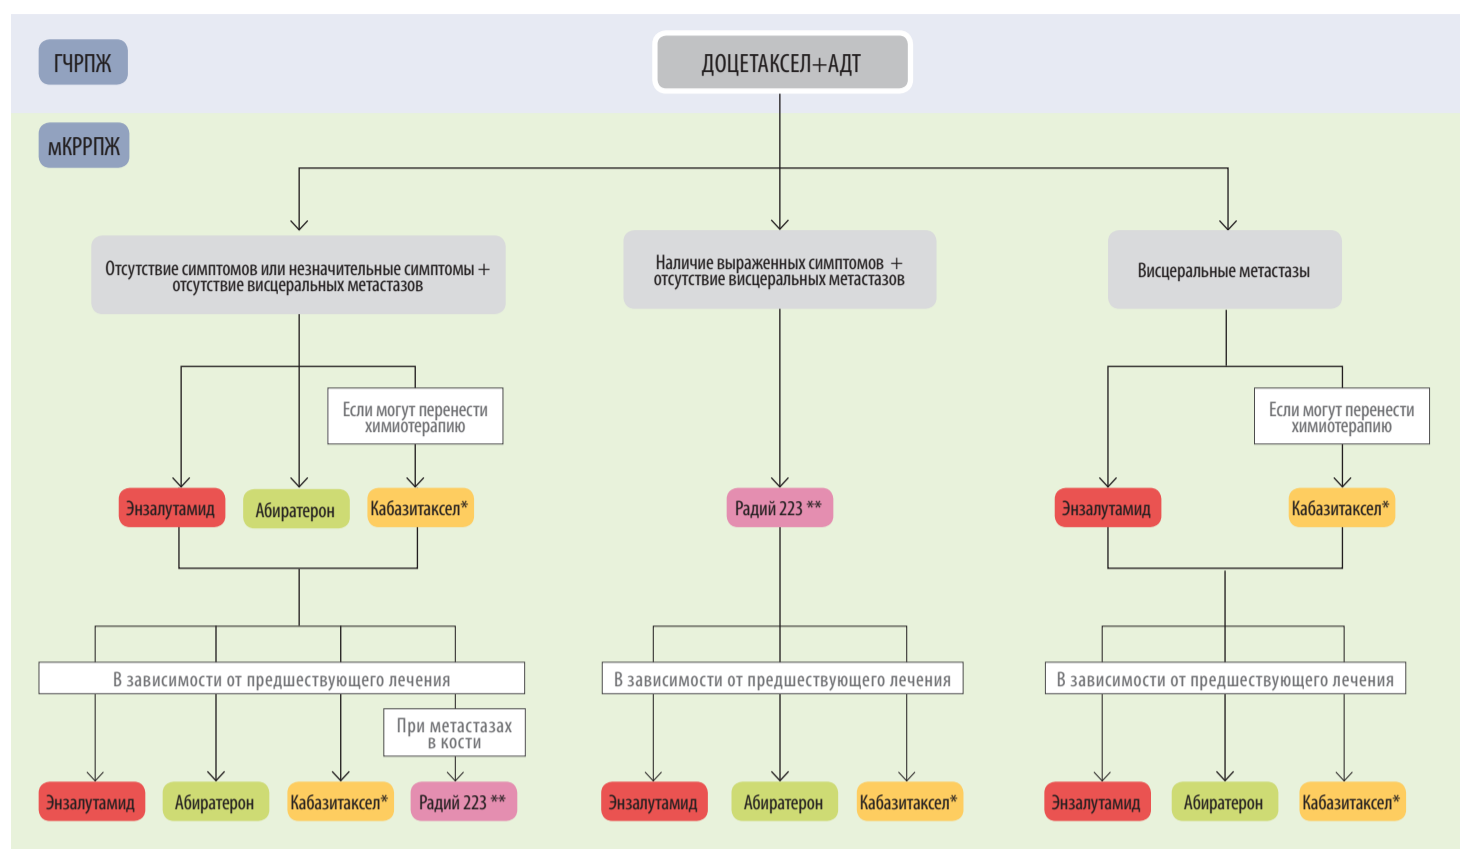 ГЧРПЖ
ДОЦЕТАКСЕЛ+АДТ
мКРРПЖ
Отсутствие симптомов или незначительные симптомы +
отсутствие висцеральных метастазов
Наличие выраженных симптомов +
отсутствие висцеральных метастазов
Висцеральные метастазы
Если могут перенести
химиотерапию
Если могут перенести
химиотерапию
Энзалутамид
Абиратерон
Кабазитаксел*
Радий 223 **
Энзалутамид
Кабазитаксел*
В зависимости от предшествующего лечения
В зависимости от предшествующего лечения
В зависимости от предшествующего лечения
При метастазах
в кости
Энзалутамид
Абиратерон
Кабазитаксел*
Радий 223 **
Энзалутамид
Абиратерон
Кабазитаксел*
Энзалутамид
Абиратерон
Кабазитаксел*